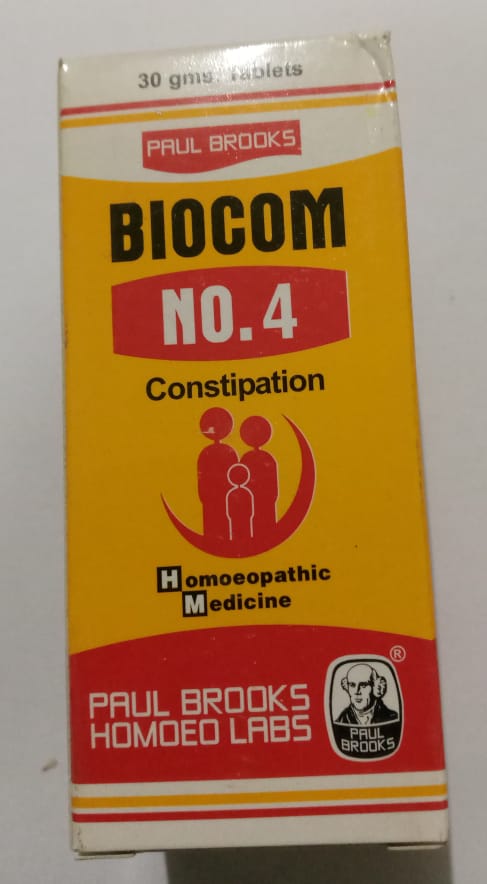 30 gms. Tablets
PAUL BROOKS
BIOCOM
NO.4
Constipation
Homoeopathic
Medicine
PAUL BROOKS
HOMOEO LABS
®
PAUL
BROOKS